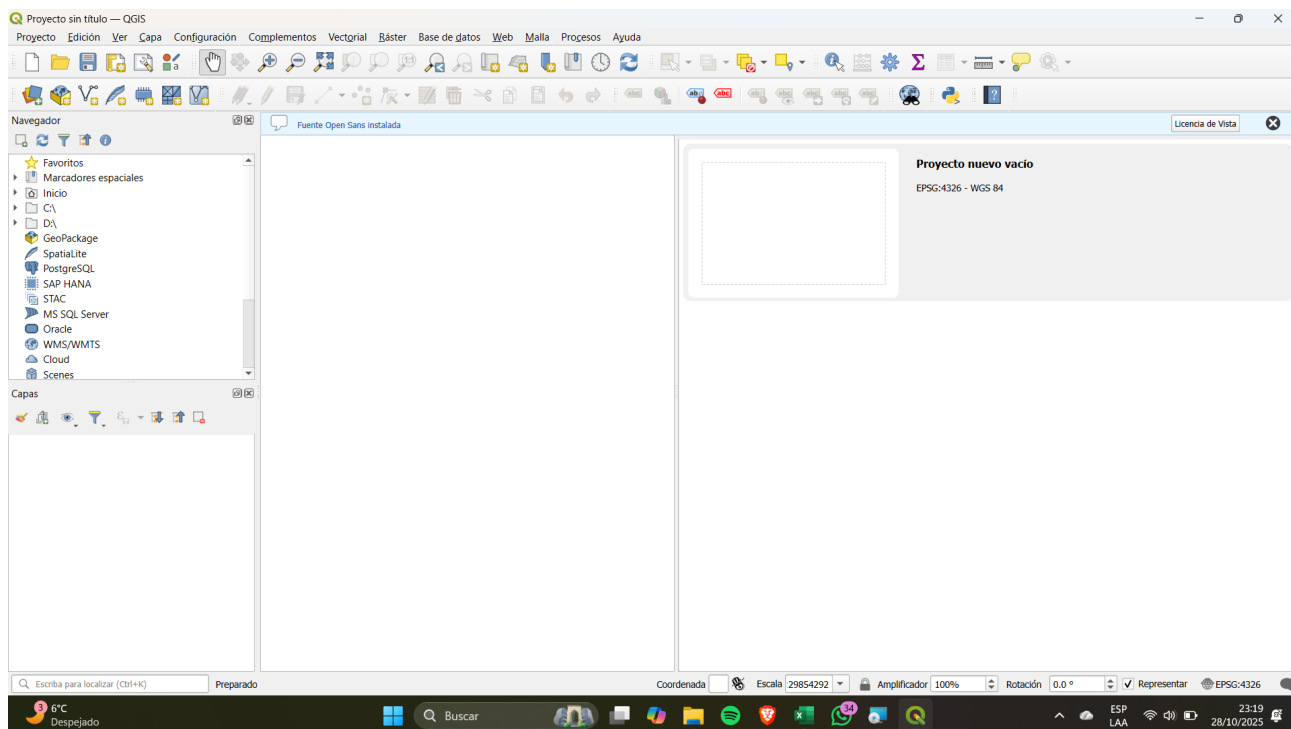 Proyecto sin título — QGIS
Proyecto Edición Ver Capa Configuración Complementos Vectorial Ráster Base de datos Web Malla Procesos Ayuda
Navegador
Fuente Open Sans instalada
Licencia de Vista
Favoritos
Marcadores espaciales
Inicio
C:\
D:\
GeoPackage
SpatiaLite
PostgreSQL
SAP HANA
STAC
MS SQL Server
Oracle
WMS/WMTS
Cloud
Scenes
Proyecto nuevo vacío
EPSG:4326 - WGS 84
Capas
Escriba para localizar (Ctrl+K)
Preparado
Coordenada
Escala 29854292
Amplificador 100%
Rotación 0.0 °
Representar
EPSG:4326
3
6°C
Despejado
Buscar
34
ESP
LAA
23:19
28/10/2025